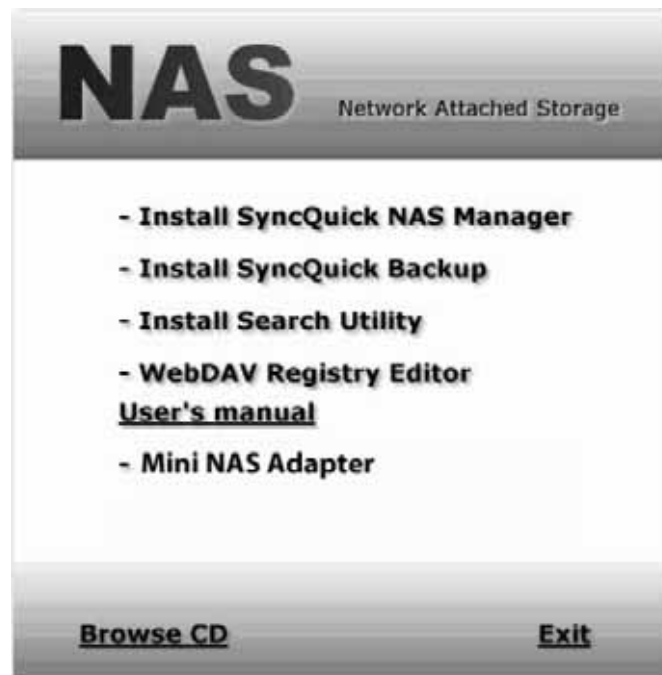 NAS
Network Attached Storage
- Install SyncQuick NAS Manager
- Install SyncQuick Backup
- Install Search Utility
- WebDAV Registry Editor
User's manual
- Mini NAS Adapter
Browse CD
Exit